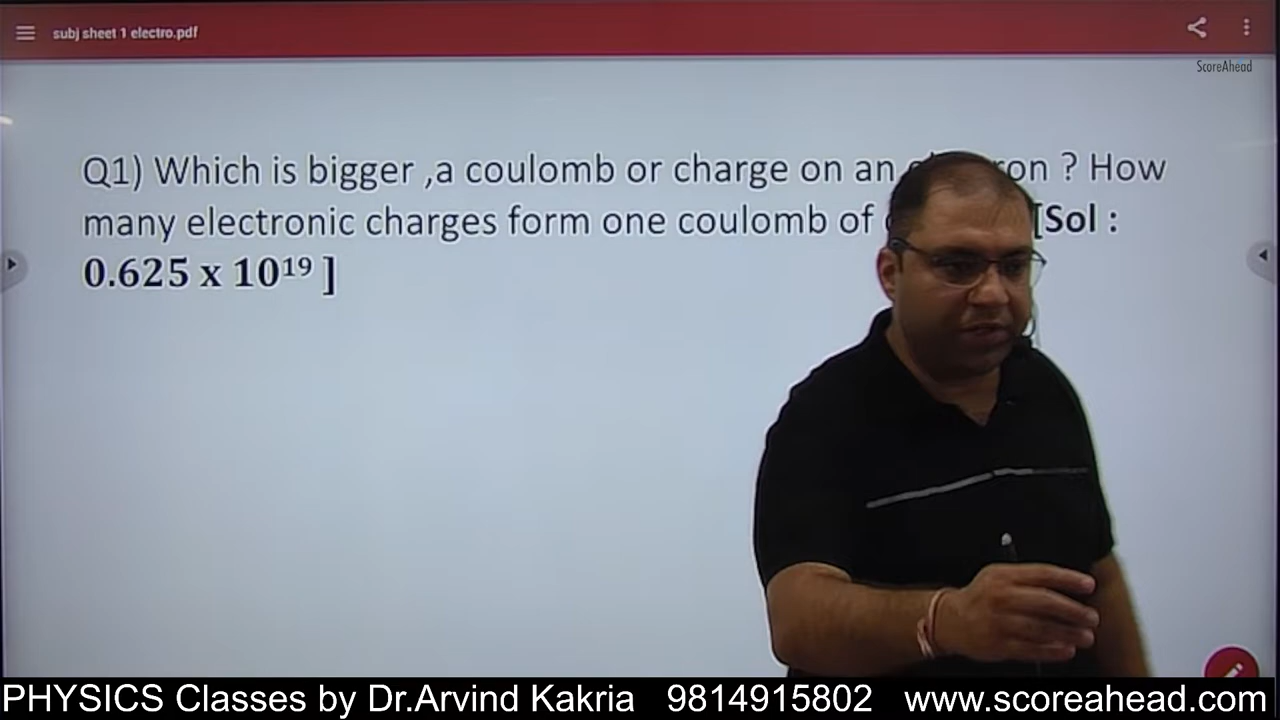 subj sheet 1 electro.pdf
ScoreAhead
Q1) Which is bigger ,a coulomb or charge on an ? How
many electronic charges form one coulomb of [Sol :
0.625 x 10¹⁹ ]
PHYSICS Classes by Dr.Arvind Kakria 9814915802 www.scoreahead.com